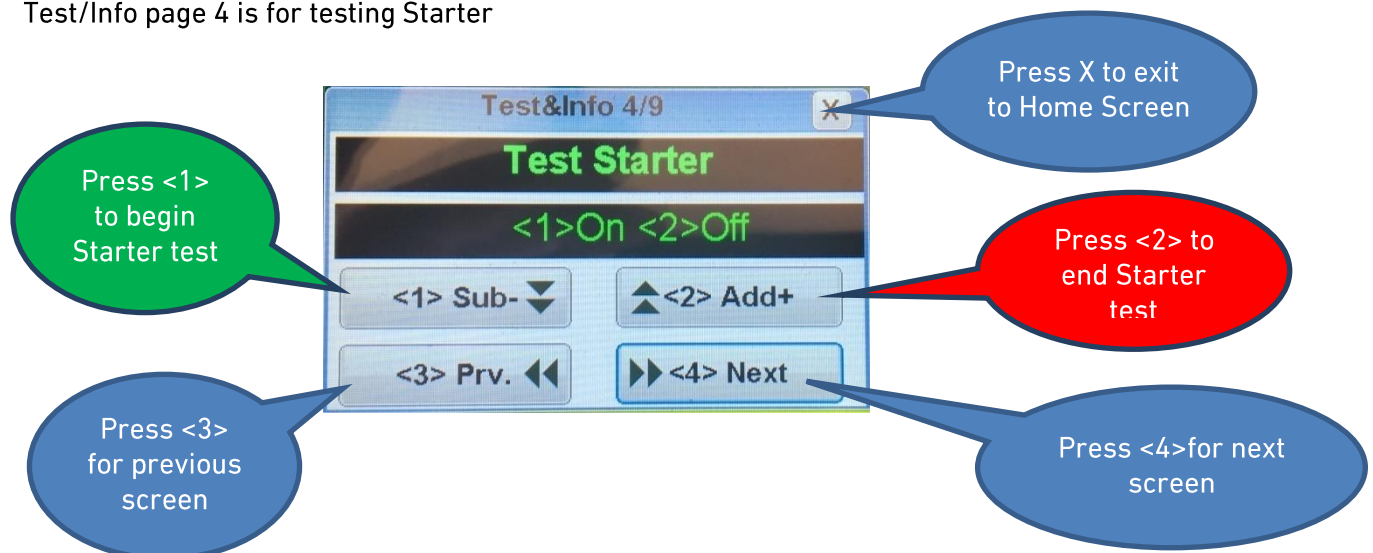 Test/Info page 4 is for testing Starter
Press X to exit
to Home Screen
Test&Info 4/9
X
Test Starter
Press <1>
to begin
Starter test
<1>On <2>Off
Press <2> to
end Starter
test
<1> Sub-
<2> Add+
<3> Prv.
<4> Next
Press <3>
for previous
screen
Press <4>for next
screen